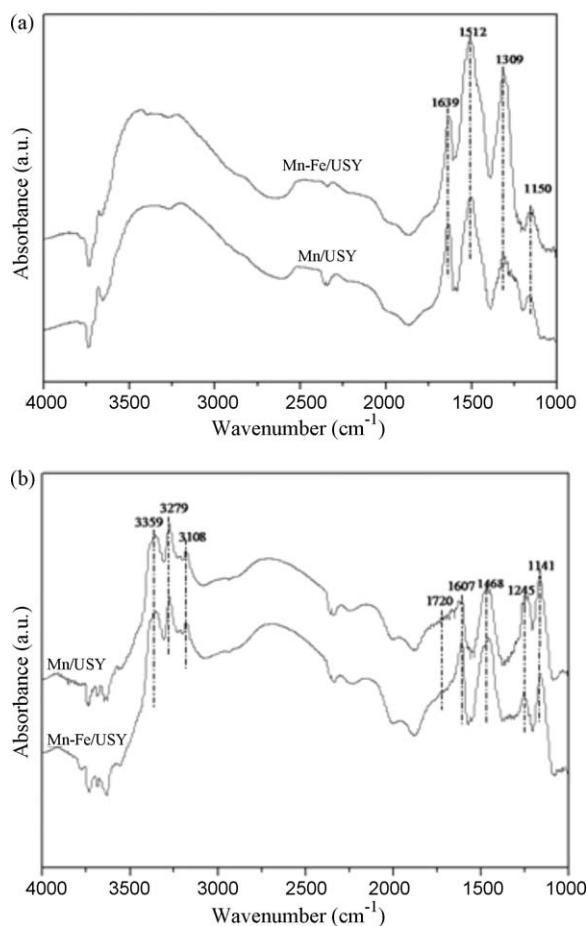 (a)
1512
1309
1639
Mn-Fe/USY
1150
Mn/USY
Absorbance (a.u.)
4000 3500 3000 2500 2000 1500 1000
Wavenumber (cm⁻¹)
(b)
3279
3359
3108
1720 1607 1468 1245 1141
Mn/USY
Mn-Fe/USY
Absorbance (a.u.)
4000 3500 3000 2500 2000 1500 1000
Wavenumber (cm⁻¹)